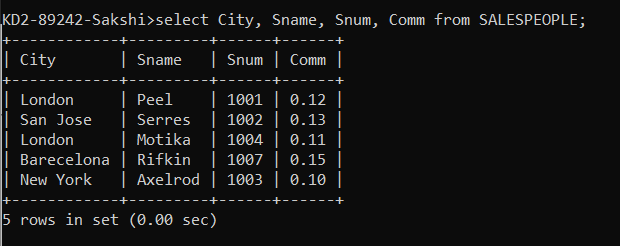 KD2-89242-Sakshi>select City, Sname, Snum, Comm from SALESPEOPLE;
+------------+---------+------+------+
| City       | Sname   | Snum | Comm |
+------------+---------+------+------+
| London     | Peel    | 1001 | 0.12 |
| San Jose   | Serres  | 1002 | 0.13 |
| London     | Motika  | 1004 | 0.11 |
| Barecelona | Rifkin  | 1007 | 0.15 |
| New York   | Axelrod | 1003 | 0.10 |
+------------+---------+------+------+
5 rows in set (0.00 sec)